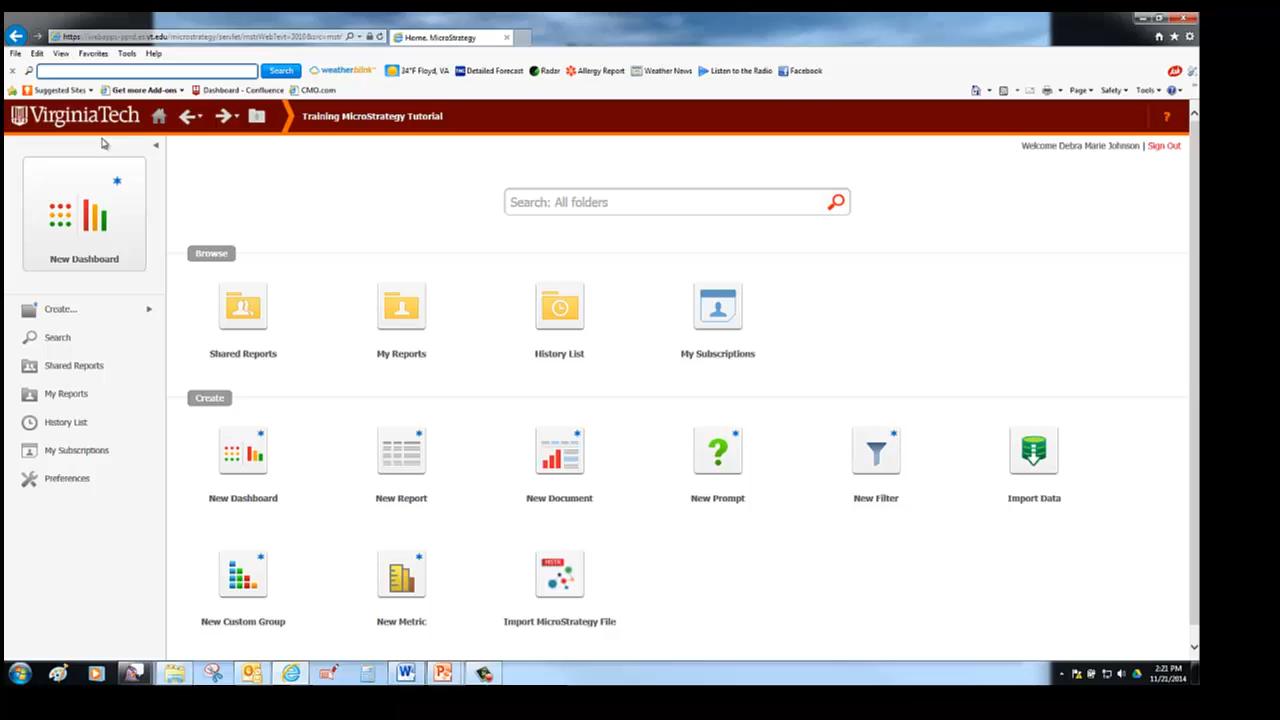 Home. MicroStrategy
File Edit View Favorites Tools Help
Search weatherblink 34°F Floyd, VA Detailed Forecast Radar Allergy Report Weather News Listen to the Radio Facebook
Suggested Sites Get more Add-ons Dashboard - Confluence CMO.com Page Safety Tools
VirginiaTech Training MicroStrategy Tutorial ?
Welcome Debra Marie Johnson | Sign Out
New Dashboard
Create...
Search
Shared Reports
My Reports
History List
My Subscriptions
Preferences
Search: All folders
Browse
Shared Reports My Reports History List My Subscriptions
Create
New Dashboard New Report New Document New Prompt New Filter Import Data
New Custom Group New Metric Import MicroStrategy File
2:21 PM
11/21/2014